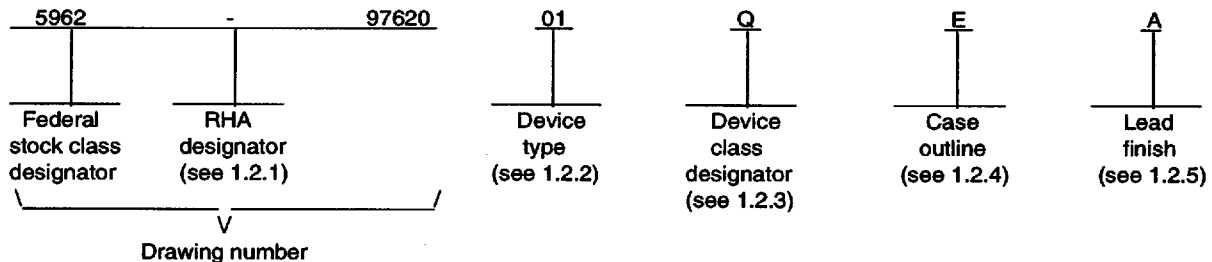 5962 - 97620 01 Q E A
Federal stock class designator
RHA designator (see 1.2.1)
Device type (see 1.2.2)
Device class designator (see 1.2.3)
Case outline (see 1.2.4)
Lead finish (see 1.2.5)
Drawing number